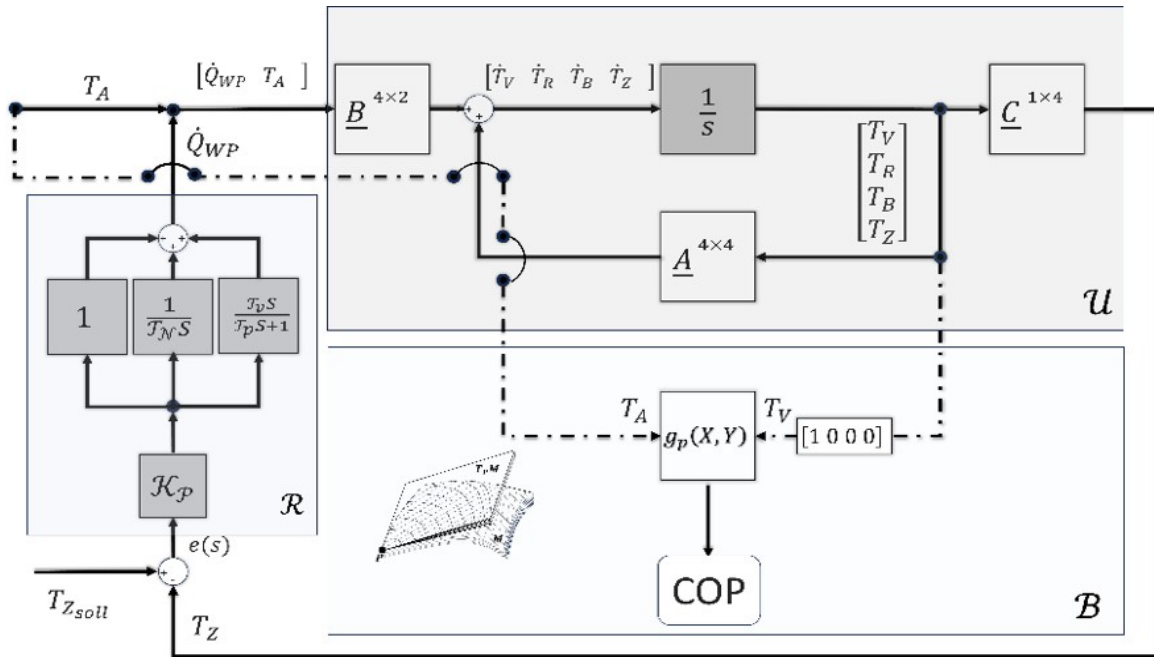 T_A
[Q̇_WP T_A ]
B 4×2
[Ṫ_V Ṫ_R Ṫ_B Ṫ_Z ]
+
+
1/s
C 1×4
Q̇_WP
[T_V
T_R
T_B
T_Z]
A 4×4
𝒰
+
+
+
1
1/(𝒯_𝒩 S)
𝒯_v S/(𝒯_p S+1)
𝒦_𝒫
ℛ
e(s)
+
-
T_Z_soll
T_Z
T_A
g_p(X,Y)
T_V
[1 0 0 0]
T_pM
M
p
COP
ℬ